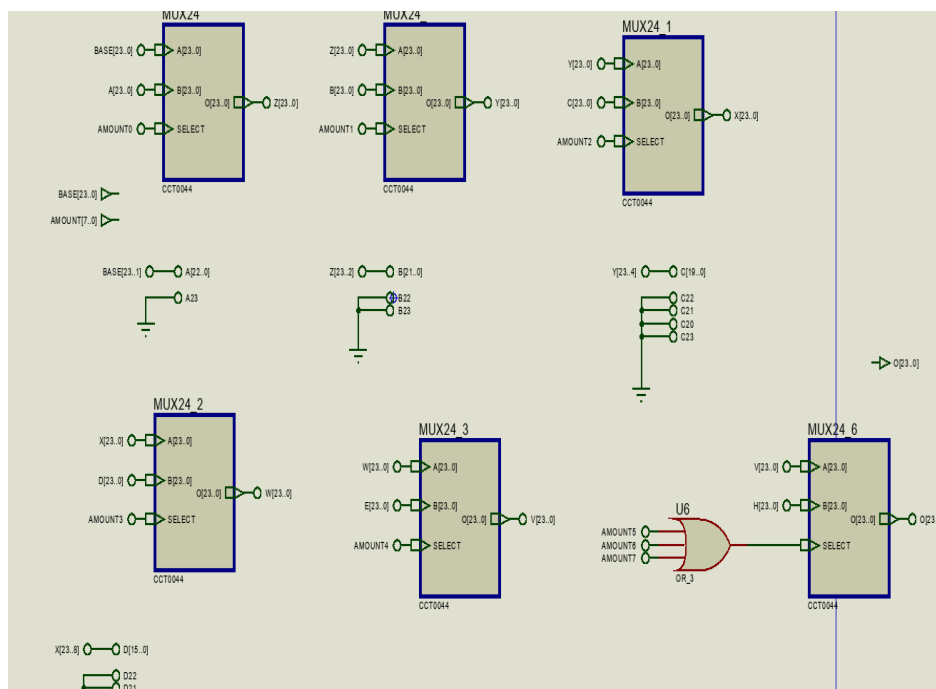 MUX24
BASE[23..0]
A[23..0]
A[23..0]
B[23..0]
O[23..0]
Z[23..0]
AMOUNT0
SELECT
CCT0044
MUX24_
Z[23..0]
A[23..0]
B[23..0]
B[23..0]
O[23..0]
Y[23..0]
AMOUNT1
SELECT
CCT0044
MUX24_1
Y[23..0]
A[23..0]
C[23..0]
B[23..0]
O[23..0]
X[23..0]
AMOUNT2
SELECT
CCT0044
BASE[23..0]
AMOUNT[7..0]
BASE[23..1]
A[22..0]
A23
Z[23..2]
B[21..0]
B22
B23
Y[23..4]
C[19..0]
C22
C21
C20
C23
O[23..0]
MUX24_2
X[23..0]
A[23..0]
D[23..0]
B[23..0]
O[23..0]
W[23..0]
AMOUNT3
SELECT
CCT0044
MUX24_3
W[23..0]
A[23..0]
E[23..0]
B[23..0]
O[23..0]
V[23..0]
AMOUNT4
SELECT
CCT0044
U6
AMOUNT5
AMOUNT6
AMOUNT7
OR_3
MUX24_6
V[23..0]
A[23..0]
H[23..0]
B[23..0]
O[23..0]
O[23
SELECT
CCT0044
X[23..8]
D[15..0]
D22
D21